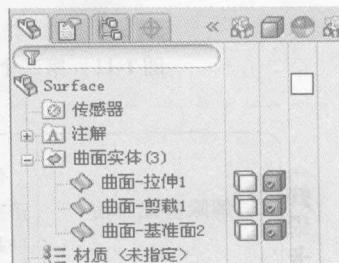 Surface
传感器
注解
曲面实体(3)
曲面-拉伸1
曲面-剪裁1
曲面-基准面2
材质 <未指定>